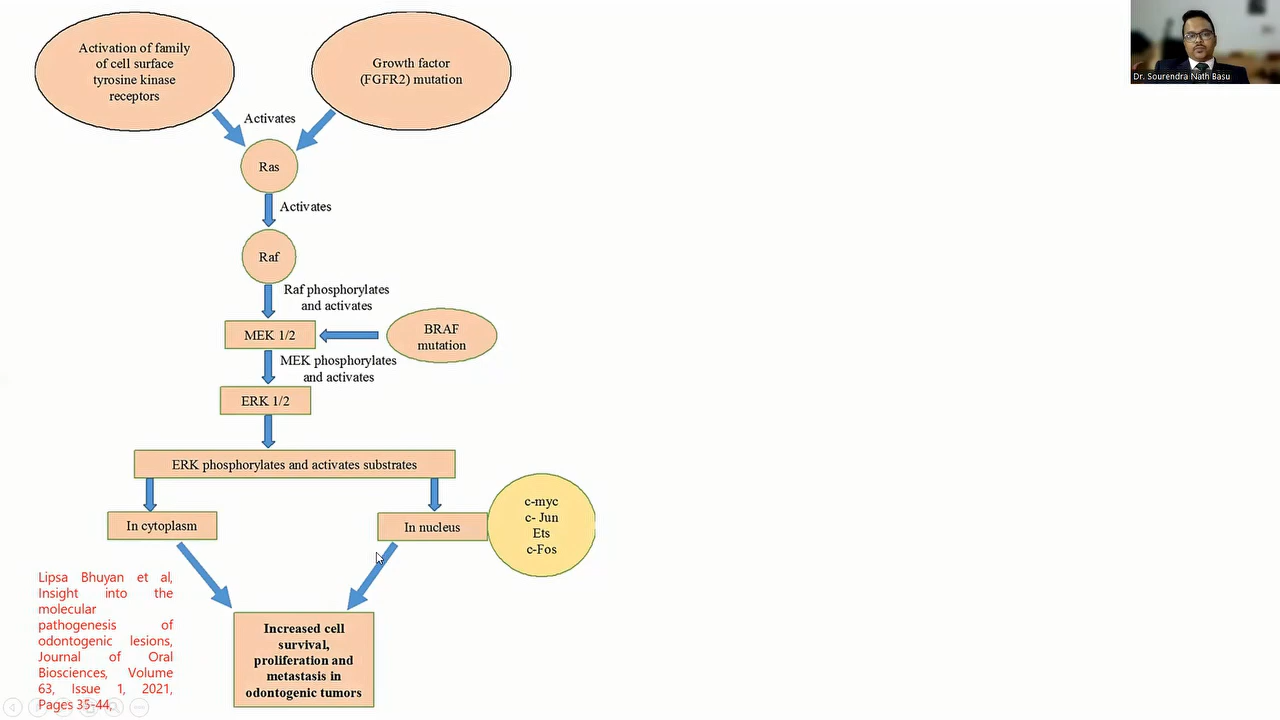 Activation of family
of cell surface
tyrosine kinase
receptors
Growth factor
(FGFR2) mutation
Activates
Ras
Activates
Raf
Raf phosphorylates
and activates
MEK 1/2
BRAF
mutation
MEK phosphorylates
and activates
ERK 1/2
ERK phosphorylates and activates substrates
In cytoplasm
In nucleus
c-myc
c- Jun
Ets
c-Fos
Increased cell
survival,
proliferation and
metastasis in
odontogenic tumors
Lipsa Bhuyan et al,
Insight into the
molecular
pathogenesis of
odontogenic lesions,
Journal of Oral
Biosciences, Volume
63, Issue 1, 2021,
Pages 35-44,
Dr. Sourendra Nath Basu